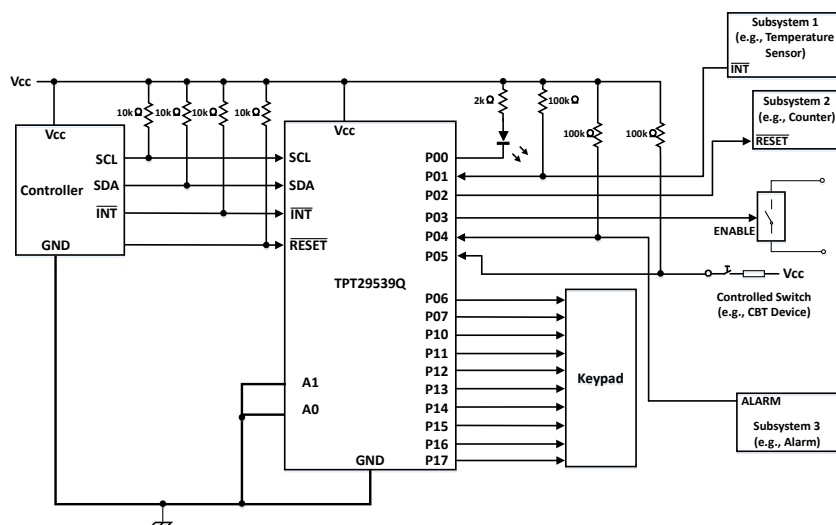 Subsystem 1
(e.g., Temperature
Sensor)
INT
Vcc
10kΩ
10kΩ
10kΩ
10kΩ
2kΩ
100kΩ
100kΩ
100kΩ
Subsystem 2
(e.g., Counter)
RESET
Vcc
Controller
SCL
SDA
INT
GND
Vcc
SCL
SDA
INT
RESET
TPT29539Q
A1
A0
GND
P00
P01
P02
P03
P04
P05
P06
P07
P10
P11
P12
P13
P14
P15
P16
P17
ENABLE
Vcc
Controlled Switch
(e.g., CBT Device)
Keypad
ALARM
Subsystem 3
(e.g., Alarm)